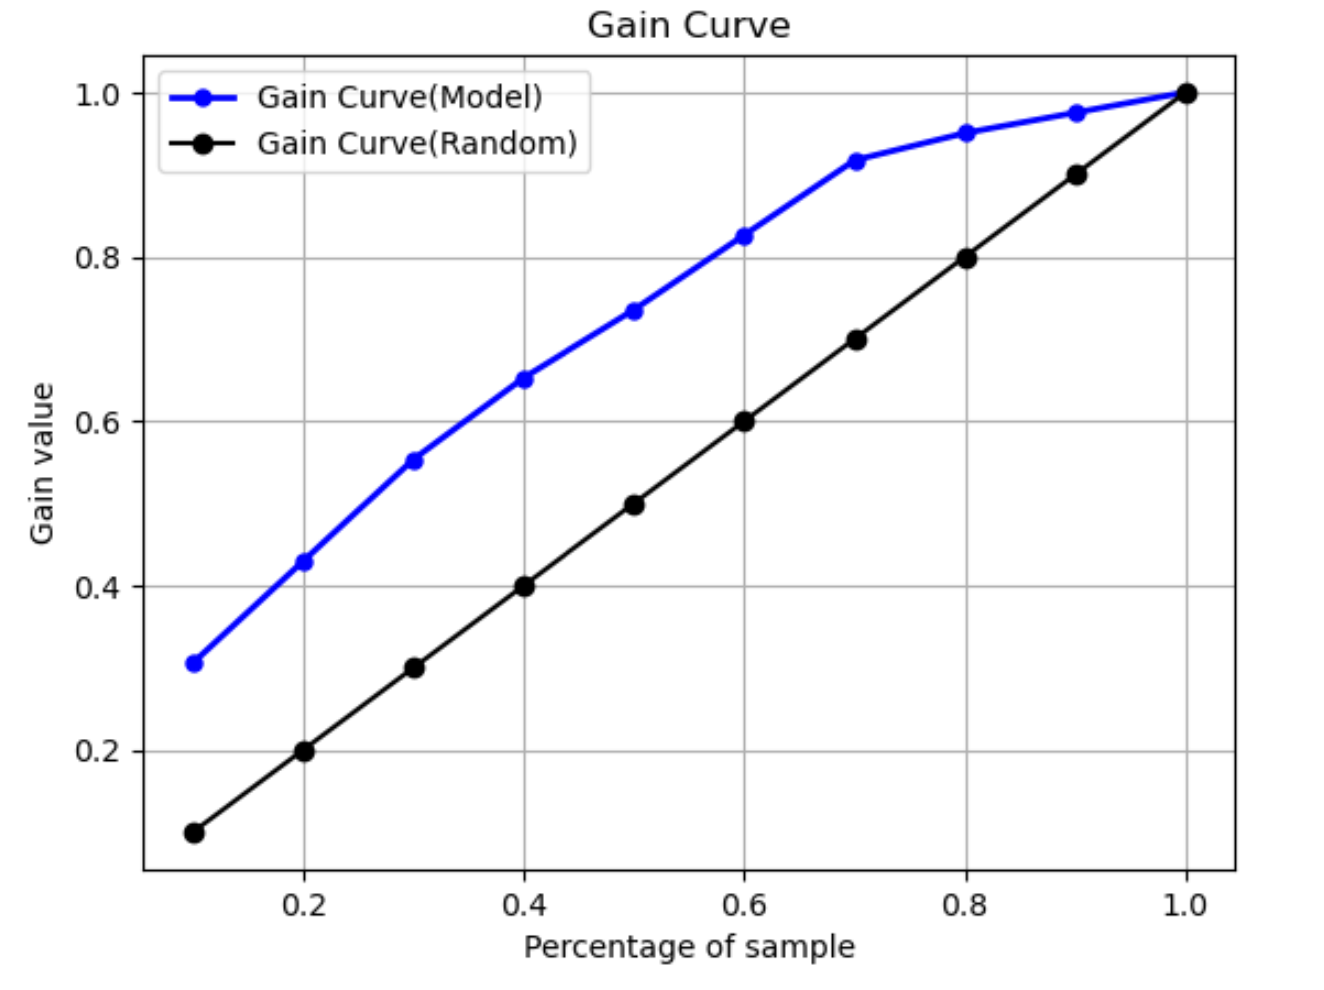 Gain Curve
Gain Curve(Model)
Gain Curve(Random)
1.0
0.8
0.6
0.4
0.2
Gain value
0.2 0.4 0.6 0.8 1.0
Percentage of sample